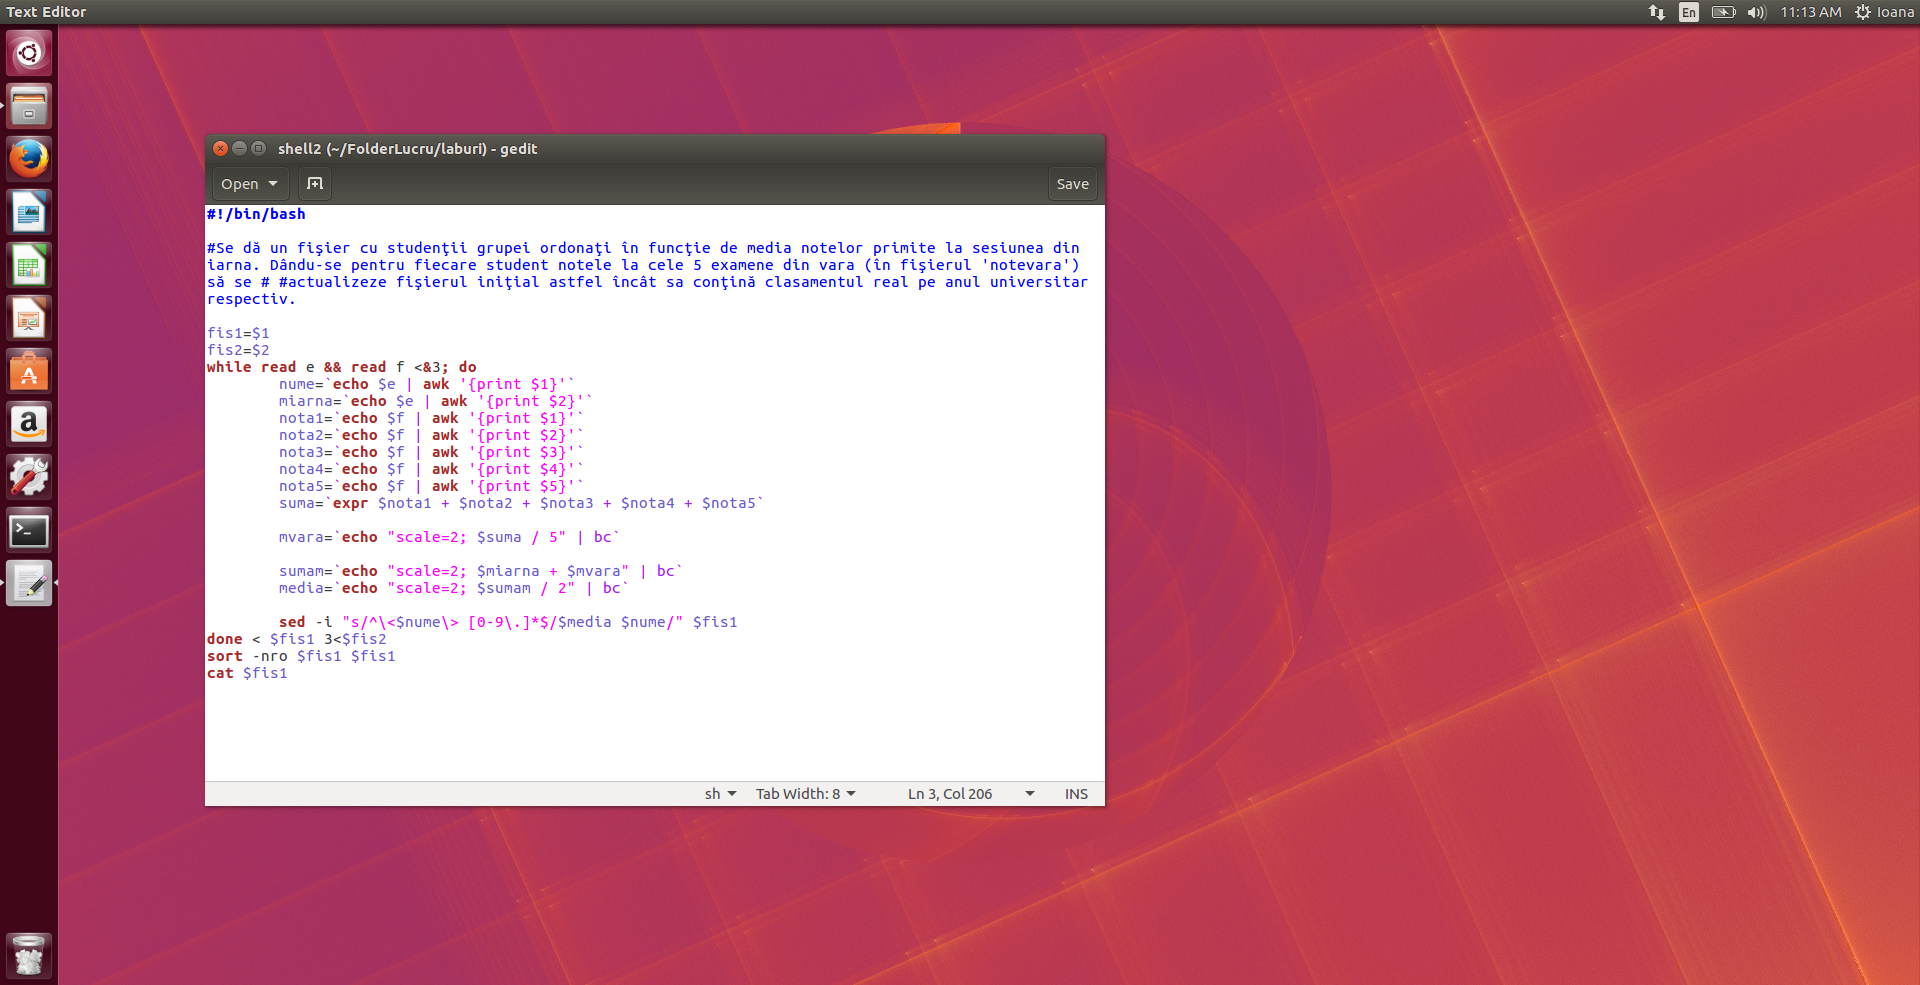 Text Editor
En
11:13 AM
Ioana
shell2 (~/FolderLucru/laburi) - gedit
Open
Save
#!/bin/bash
#Se dă un fişier cu studenţii grupei ordonaţi în funcţie de media notelor primite la sesiunea din
iarna. Dându-se pentru fiecare student notele la cele 5 examene din vara (în fişierul 'notevara')
să se # #actualizeze fişierul iniţial astfel încât sa conţină clasamentul real pe anul universitar
respectiv.
fis1=$1
fis2=$2
while read e && read f <&3; do
        nume=`echo $e | awk '{print $1}'`
        miarna=`echo $e | awk '{print $2}'`
        nota1=`echo $f | awk '{print $1}'`
        nota2=`echo $f | awk '{print $2}'`
        nota3=`echo $f | awk '{print $3}'`
        nota4=`echo $f | awk '{print $4}'`
        nota5=`echo $f | awk '{print $5}'`
        suma=`expr $nota1 + $nota2 + $nota3 + $nota4 + $nota5`
        mvara=`echo "scale=2; $suma / 5" | bc`
        sumam=`echo "scale=2; $miarna + $mvara" | bc`
        media=`echo "scale=2; $sumam / 2" | bc`
        sed -i "s/^\<$nume\> [0-9\.]*$/$media $nume/" $fis1
done < $fis1 3<$fis2
sort -nro $fis1 $fis1
cat $fis1
sh
Tab Width: 8
Ln 3, Col 206
INS